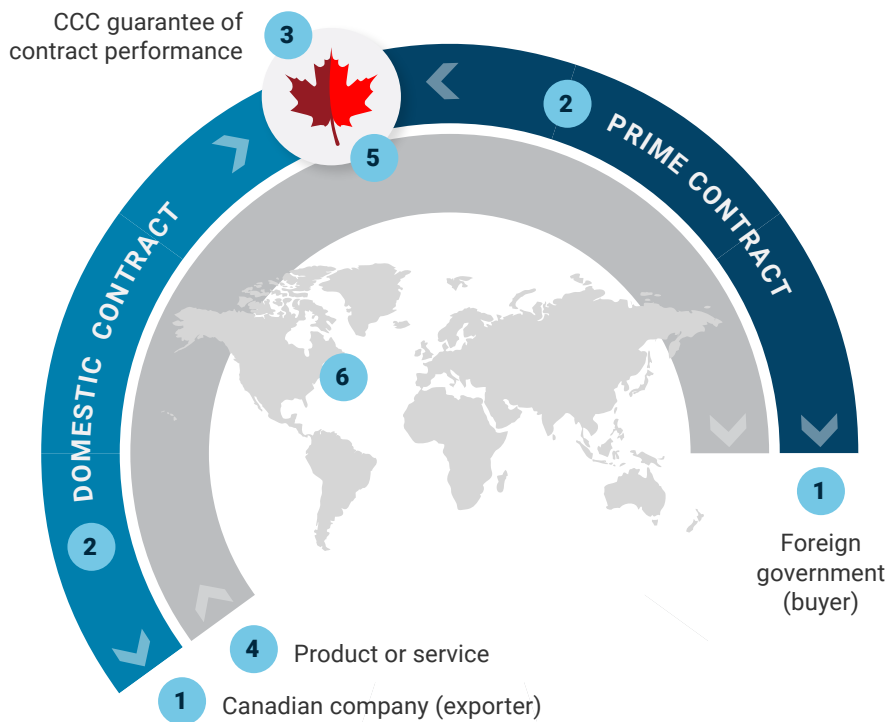 CCC guarantee of
contract performance
3
2
PRIME CONTRACT
5
DOMESTIC CONTRACT
6
2
1
Foreign
government
(buyer)
4
Product or service
1
Canadian company (exporter)